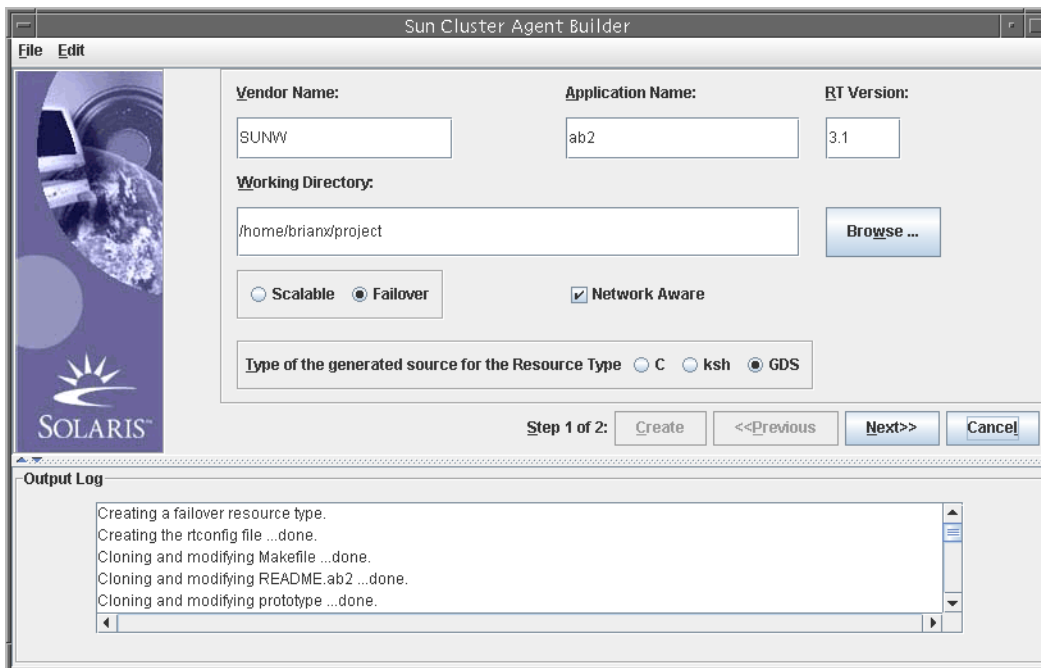 Sun Cluster Agent Builder
File Edit
Vendor Name: Application Name: RT Version:
SUNW ab2 3.1
Working Directory:
/home/brianx/project Browse ...
Scalable Failover Network Aware
Type of the generated source for the Resource Type C ksh GDS
SOLARIS™
Step 1 of 2: Create <<Previous Next>> Cancel
Output Log
Creating a failover resource type.
Creating the rtconfig file ...done.
Cloning and modifying Makefile ...done.
Cloning and modifying README.ab2 ...done.
Cloning and modifying prototype ...done.